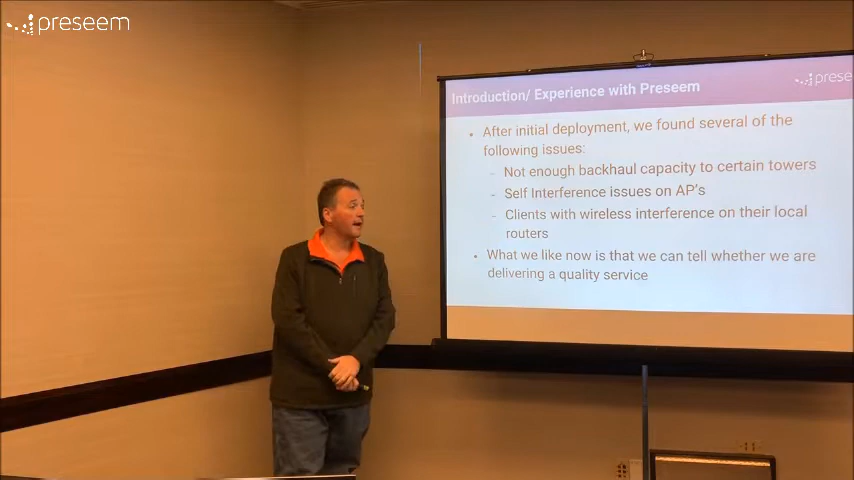 preseem
Introduction/ Experience with Preseem
prese
• After initial deployment, we found several of the
following issues:
- Not enough backhaul capacity to certain towers
- Self Interference issues on AP's
- Clients with wireless interference on their local
routers
• What we like now is that we can tell whether we are
delivering a quality service